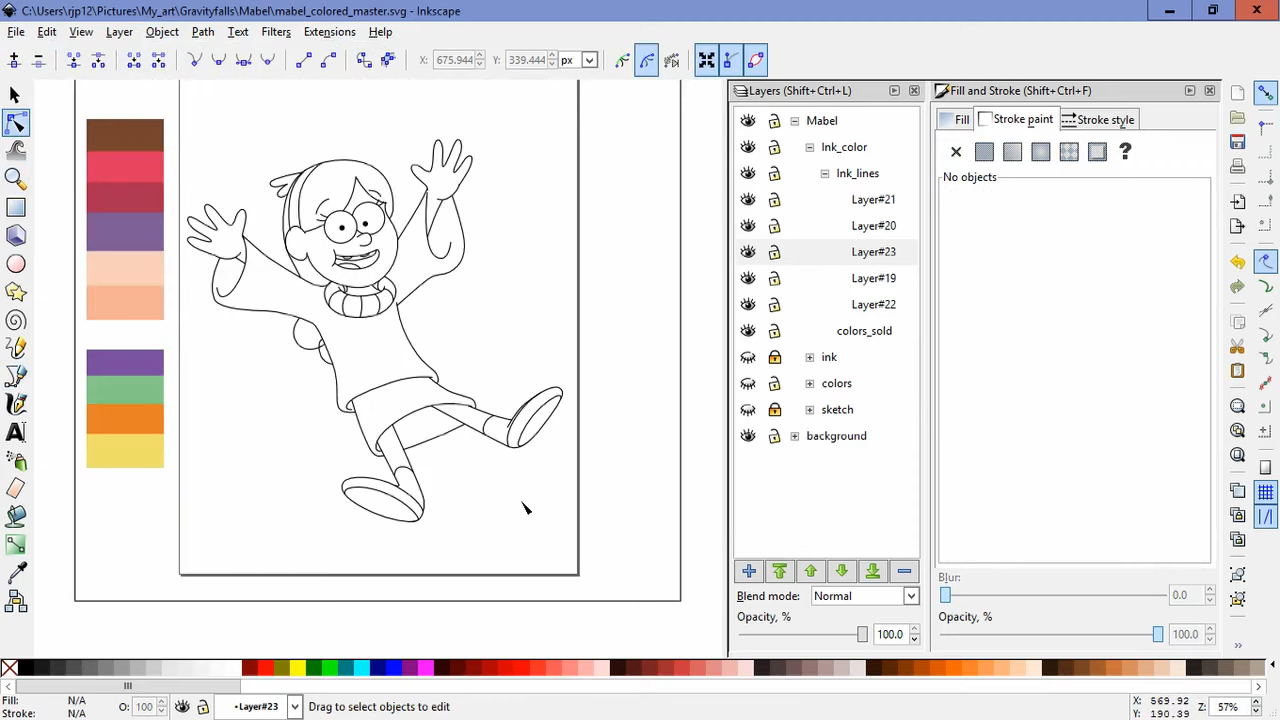 C:\Users\rjp12\Pictures\My_art\Gravityfalls\Mabel\mabel_colored_master.svg - Inkscape
File Edit View Layer Object Path Text Filters Extensions Help
X: 675.944 Y: 339.444 px
Layers (Shift+Ctrl+L)
Mabel
Ink_color
Ink_lines
Layer#21
Layer#20
Layer#23
Layer#19
Layer#22
colors_sold
ink
colors
sketch
background
Blend mode: Normal
Opacity, %
100.0
Fill and Stroke (Shift+Ctrl+F)
Fill Stroke paint Stroke style
?
No objects
Blur:
0.0
Opacity, %
100.0
Fill: N/A
Stroke: N/A
O: 100
•Layer#23
Drag to select objects to edit
X: 569.92
Y: 190.39
Z: 57%